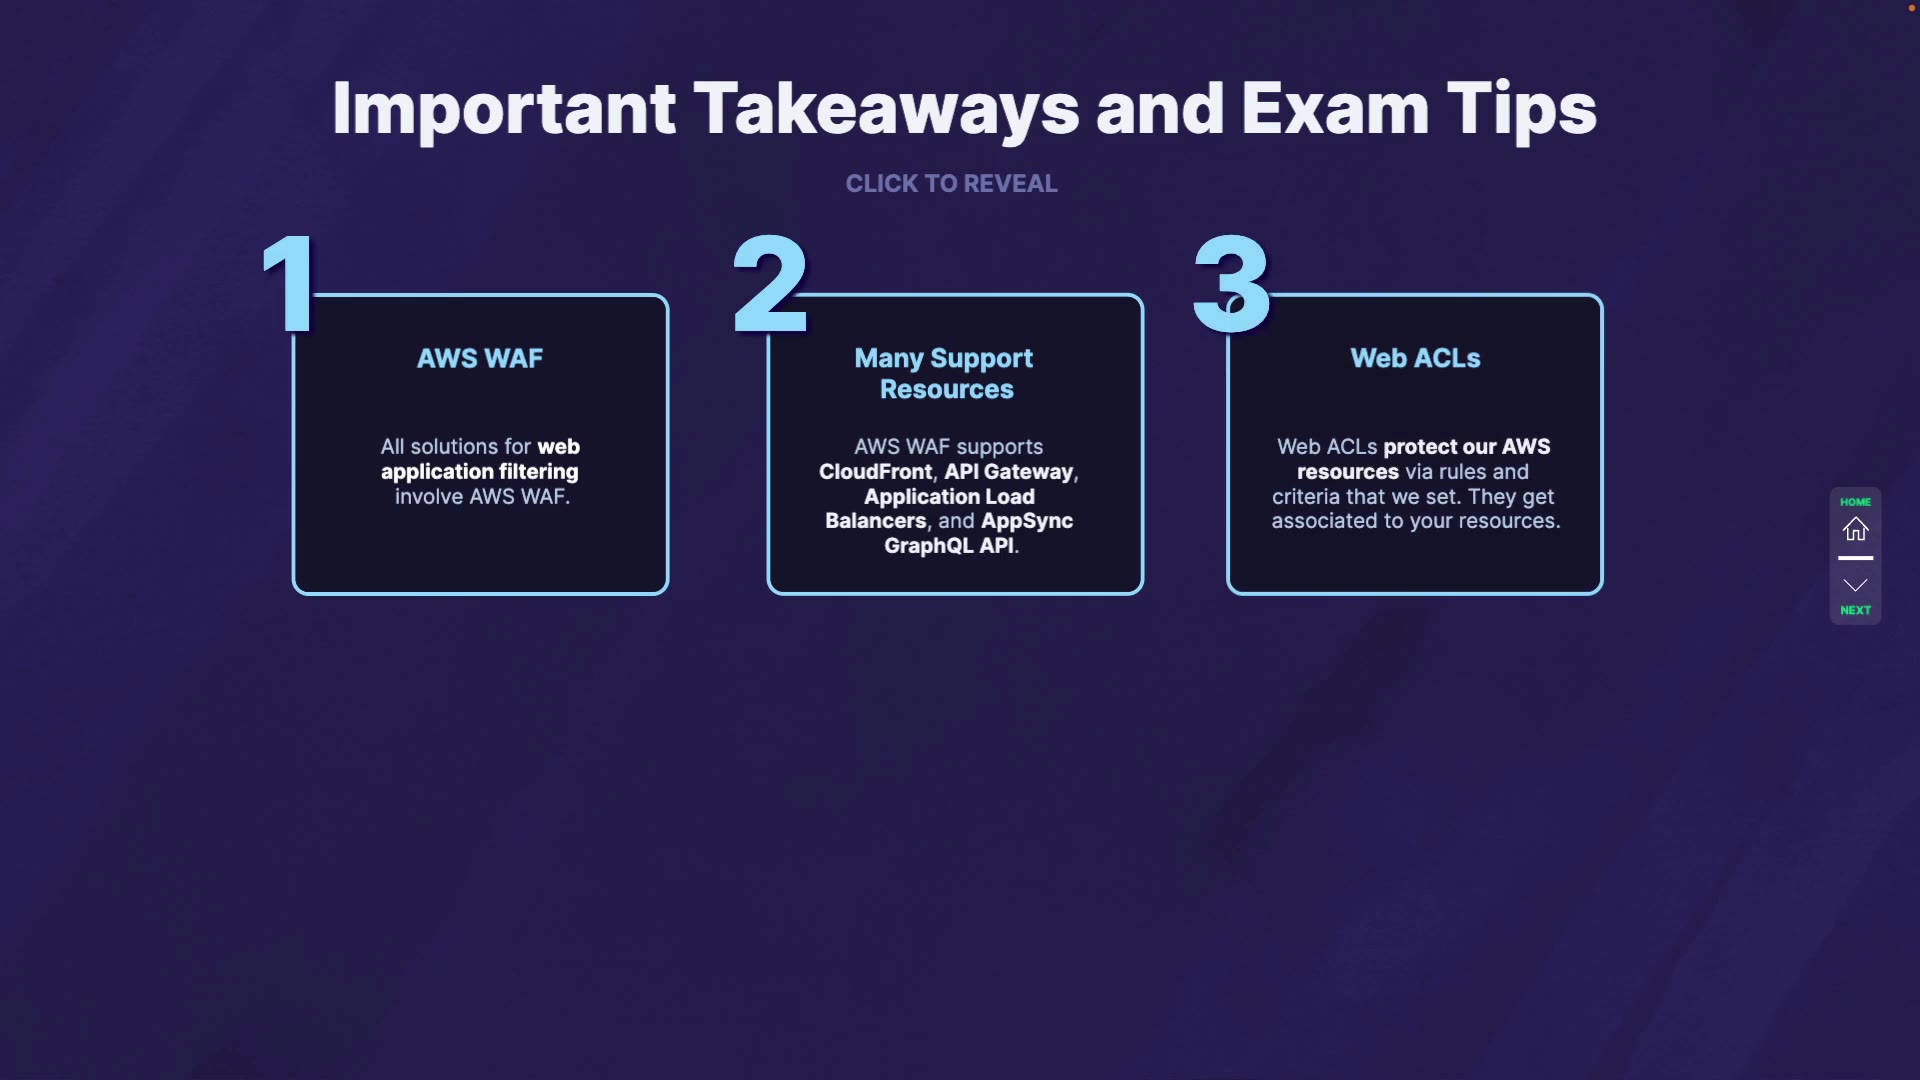 Important Takeaways and Exam Tips
CLICK TO REVEAL
1
AWS WAF
All solutions for web
application filtering
involve AWS WAF.
2
Many Support
Resources
AWS WAF supports
CloudFront, API Gateway,
Application Load
Balancers, and AppSync
GraphQL API.
3
Web ACLs
Web ACLs protect our AWS
resources via rules and
criteria that we set. They get
associated to your resources.
HOME
NEXT